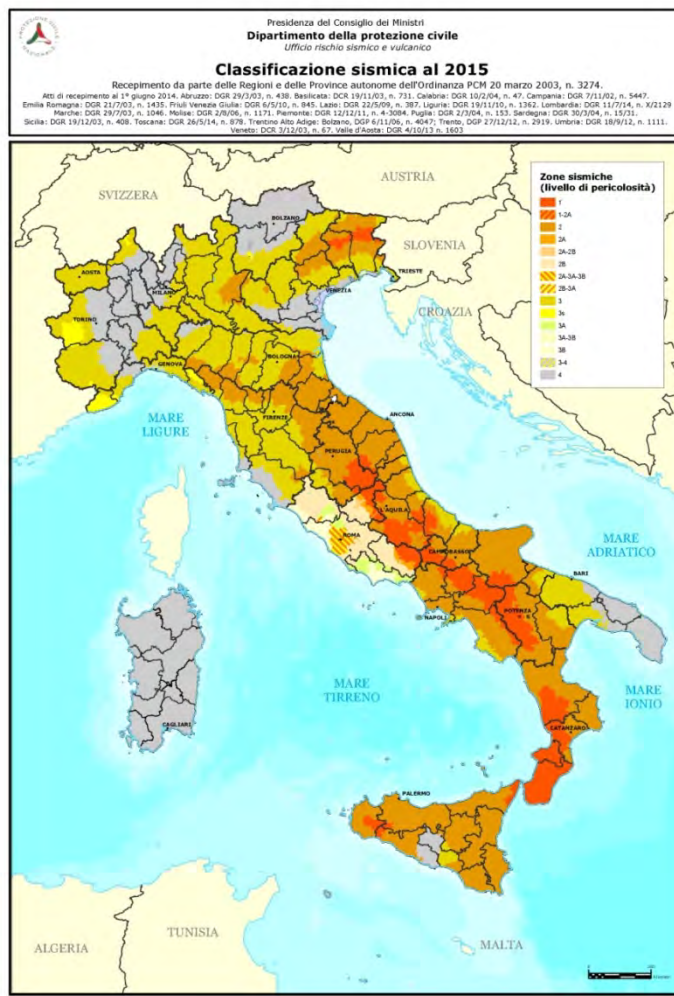 Presidenza del Consiglio dei Ministri
Dipartimento della protezione civile
Ufficio rischio sismico e vulcanico
Classificazione sismica al 2015
Recepimento da parte delle Regioni e delle Province autonome dell'Ordinanza PCM 20 marzo 2003, n. 3274.
Atti di recepimento al 1° giugno 2014. Abruzzo: DGR 29/3/03, n. 438. Basilicata: DCR 19/11/03, n. 731. Calabria: DGR 10/2/04, n. 47. Campania: DGR 7/11/02, n. 5447.
Emilia Romagna: DGR 21/7/03, n. 1435. Friuli Venezia Giulia: DGR 6/5/10, n. 845. Lazio: DGR 22/5/09, n. 387. Liguria: DGR 19/11/10, n. 1362. Lombardia: DGR 11/7/14, n. X/2129
Marche: DGR 29/7/03, n. 1046. Molise: DGR 2/8/06, n. 1171. Piemonte: DGR 12/12/11, n. 4-3084. Puglia: DGR 2/3/04, n. 153. Sardegna: DGR 30/3/04, n. 15/31.
Sicilia: DGR 19/12/03, n. 408. Toscana: DGR 26/5/14, n. 878. Trentino Alto Adige: Bolzano, DGP 6/11/06, n. 4047; Trento, DGP 27/12/12, n. 2919. Umbria: DGR 18/9/12, n. 1111.
Veneto: DCR 3/12/03, n. 67. Valle d'Aosta: DGR 4/10/13 n. 1603
AUSTRIA
SVIZZERA
Zone sismiche
(livello di pericolosità)
1
1-2A
2
2A
2A-2B
2B
2A-3A-3B
2B-3A
3
3s
3A
3A-3B
3B
3-4
4
BOLZANO
SLOVENIA
AOSTA
TRIESTE
MILANO
VENEZIA
CROAZIA
TORINO
BOLOGNA
GENOVA
MARE
LIGURE
FIRENZE
ANCONA
PERUGIA
L'AQUILA
ROMA
MARE
ADRIATICO
CAMPOBASSO
BARI
NAPOLI
POTENZA
MARE
TIRRENO
MARE
IONIO
CAGLIARI
CATANZARO
PALERMO
TUNISIA
ALGERIA
MALTA